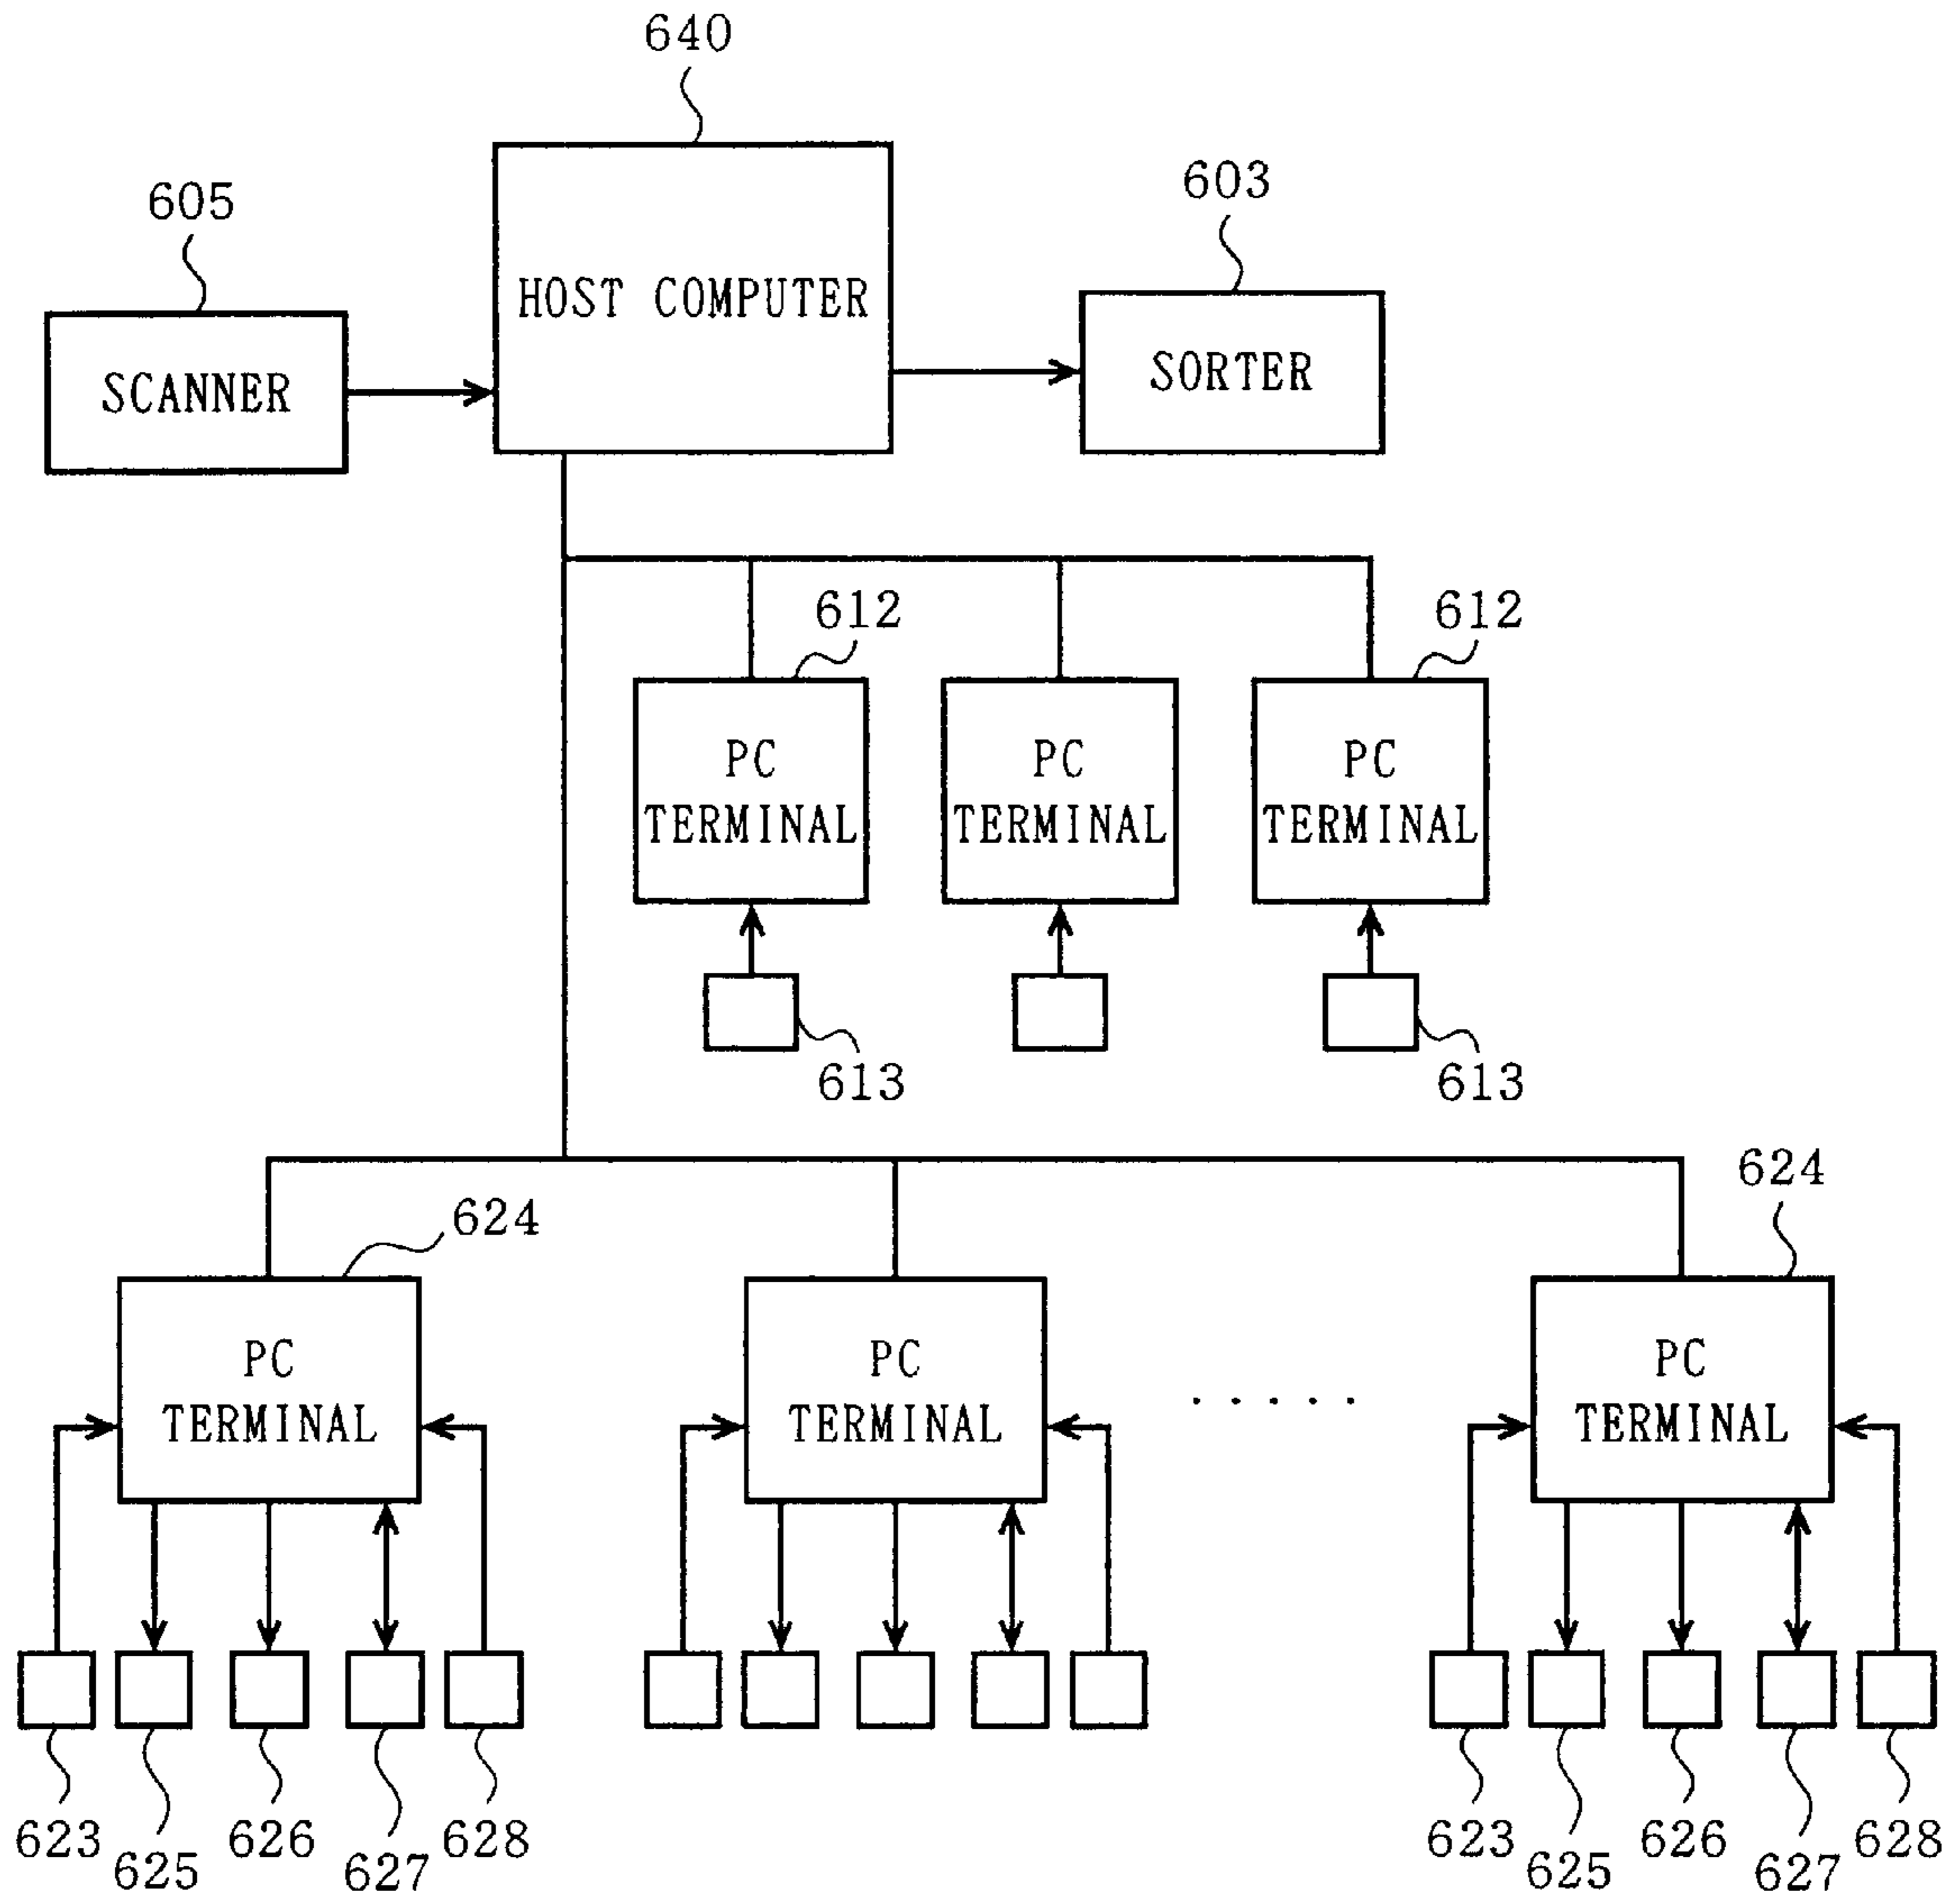 640
605
603
HOST COMPUTER
SCANNER
SORTER
612
612
PC
TERMINAL
PC
TERMINAL
PC
TERMINAL
613
613
624
624
PC
TERMINAL
PC
TERMINAL
.....
PC
TERMINAL
623
625
626
627
628
623
625
626
627
628